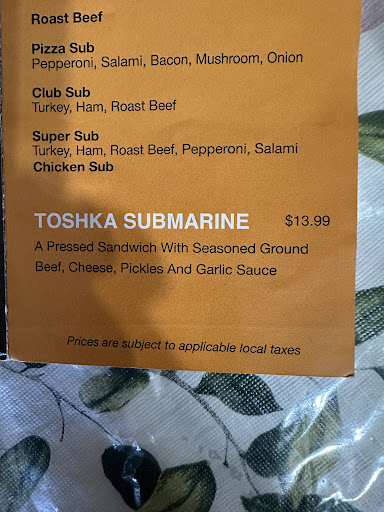 Roast Beef
Pizza Sub
Pepperoni, Salami, Bacon, Mushroom, Onion
Club Sub
Turkey, Ham, Roast Beef
Super Sub
Turkey, Ham, Roast Beef, Pepperoni, Salami
Chicken Sub
TOSHKA SUBMARINE $13.99
A Pressed Sandwich With Seasoned Ground
Beef, Cheese, Pickles And Garlic Sauce
Prices are subject to applicable local taxes